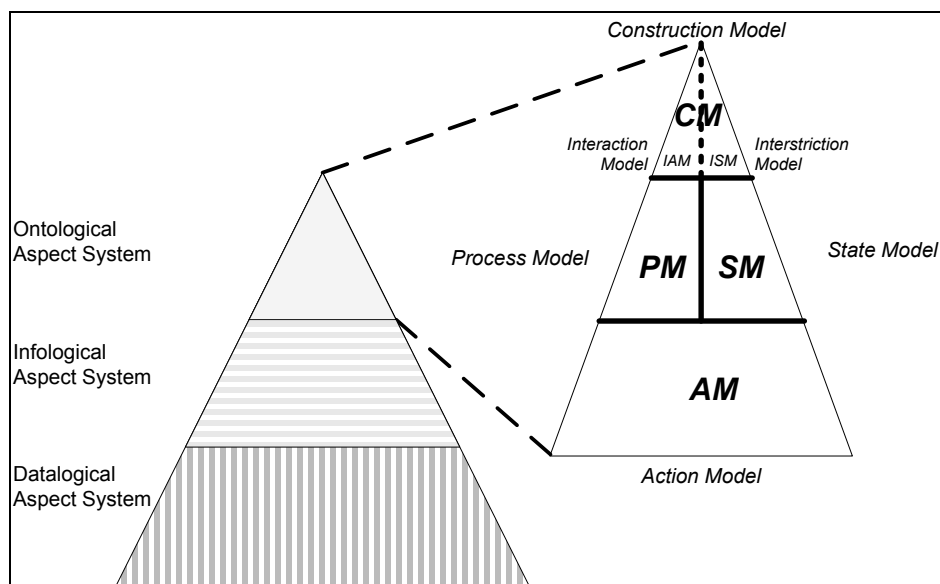 Construction Model
CM
Interaction
Model
IAM
ISM
Interstriction
Model
Ontological
Aspect System
Process Model
PM
SM
State Model
Infological
Aspect System
AM
Datalogical
Aspect System
Action Model